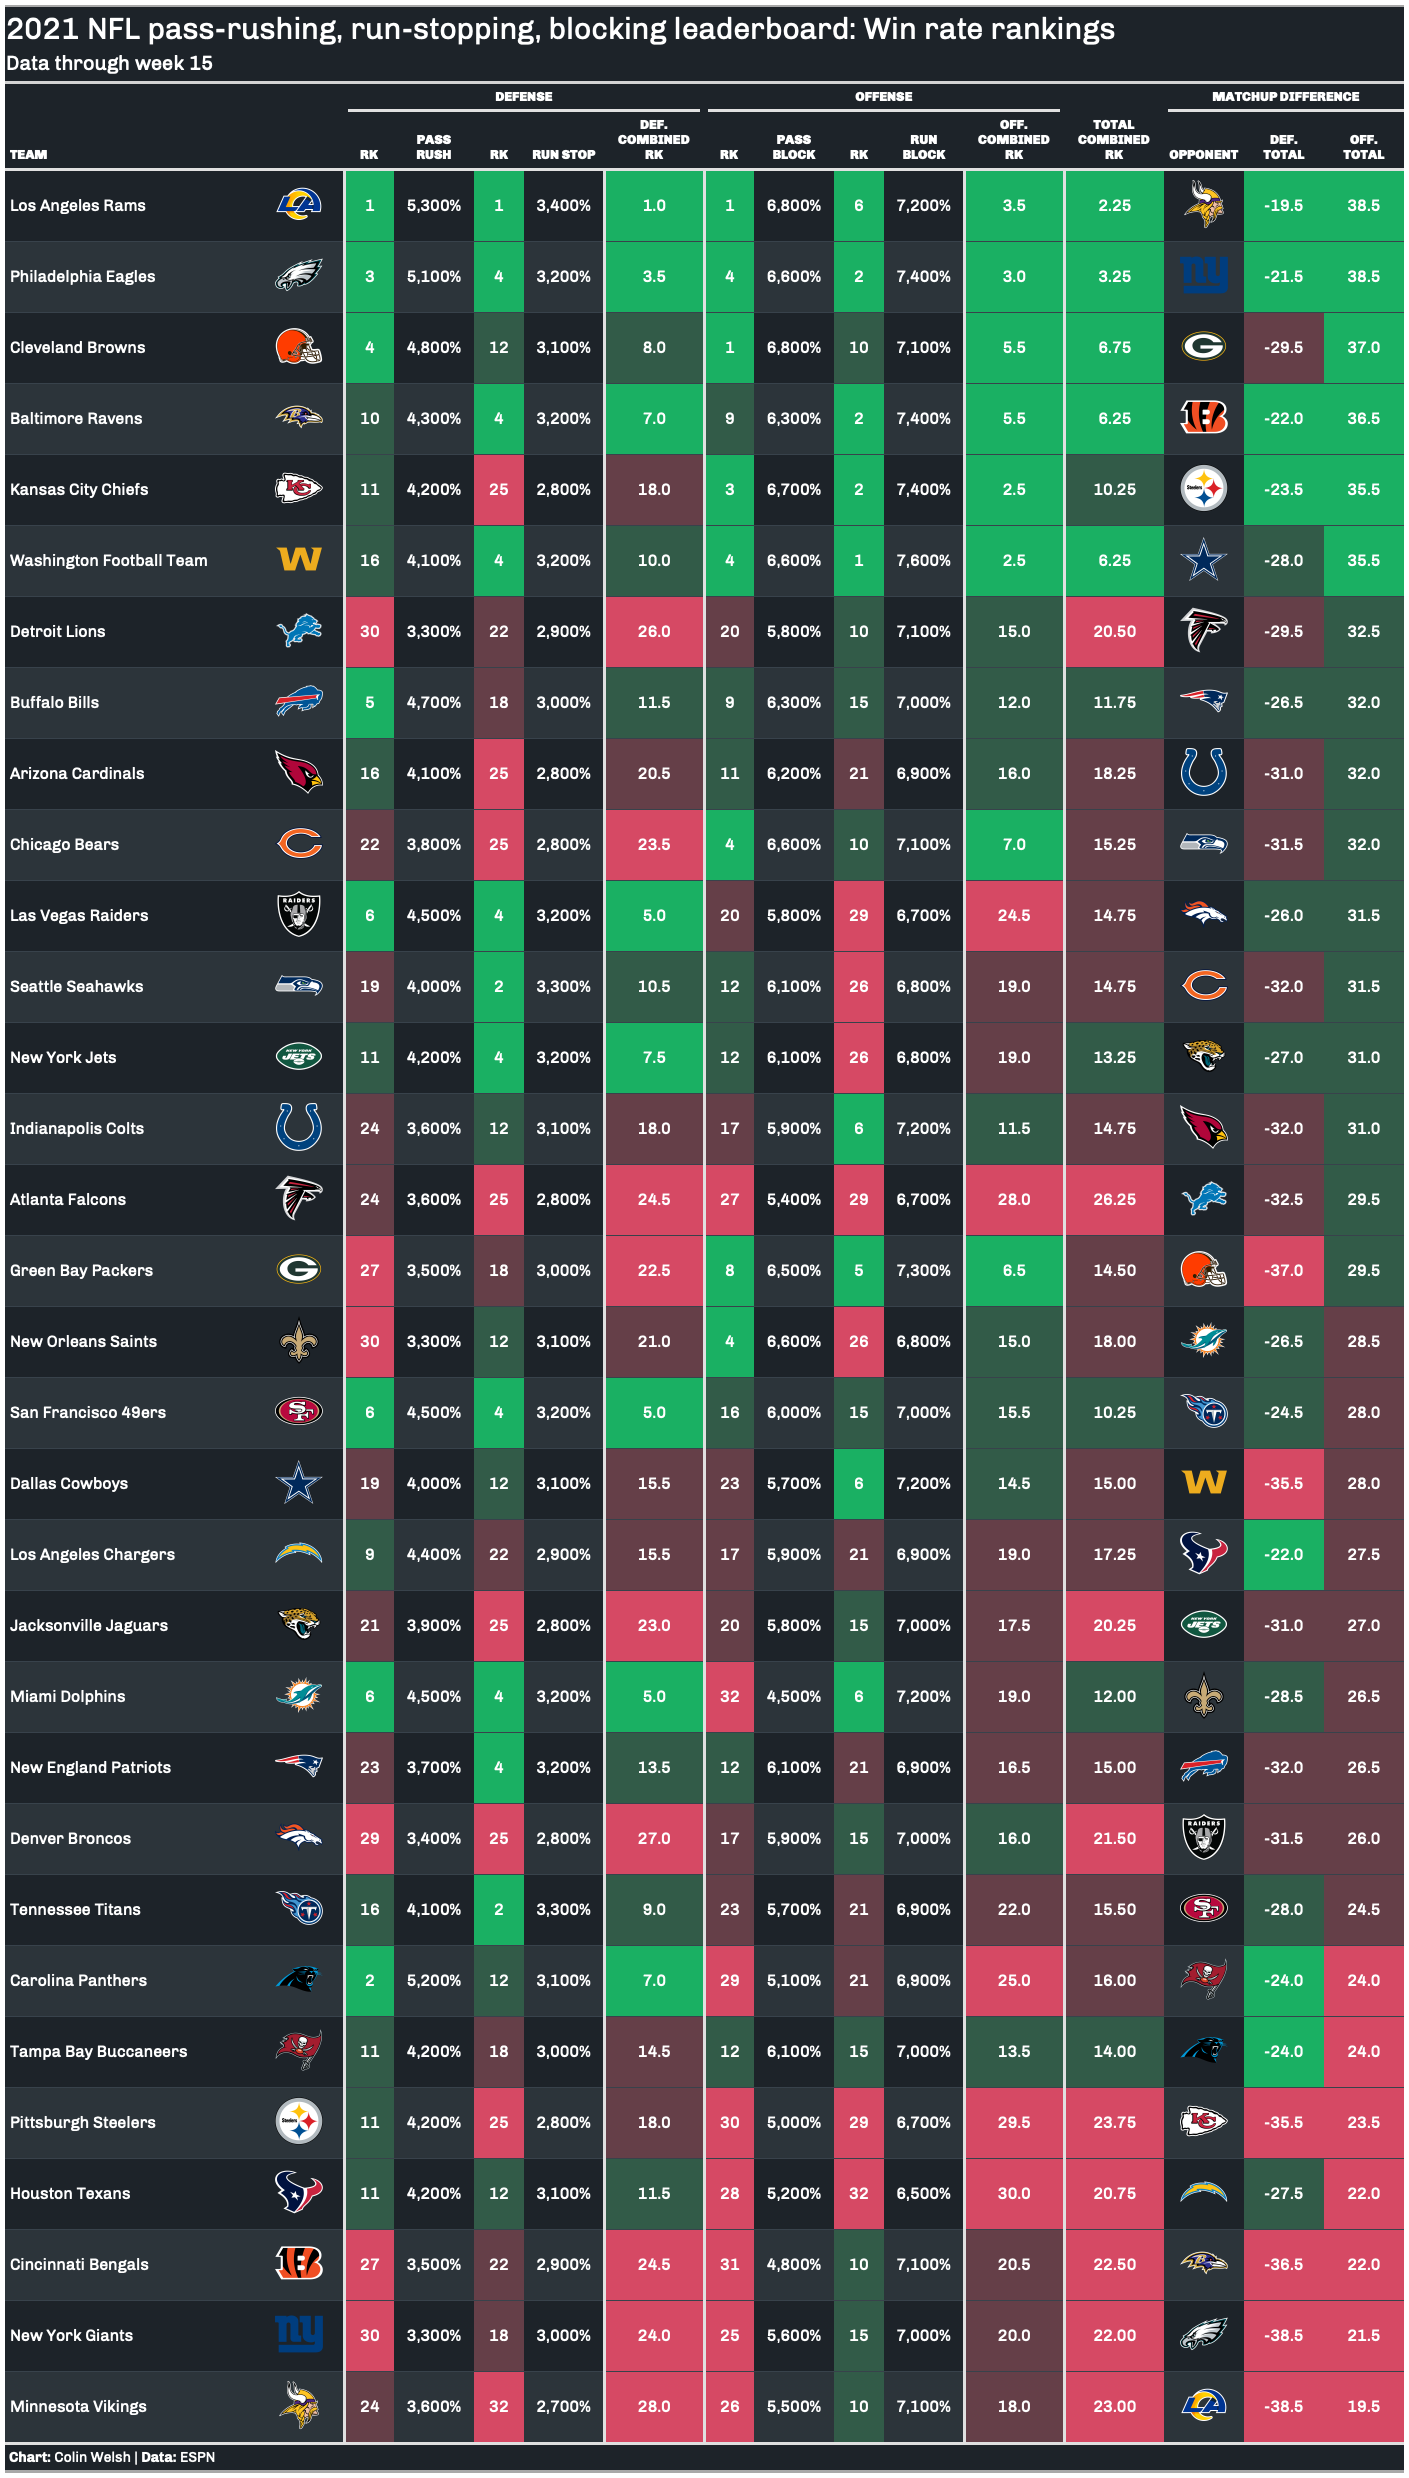 2021 NFL pass-rushing, run-stopping, blocking leaderboard: Win rate rankings
Data through week 15
DEFENSE OFFENSE MATCHUP DIFFERENCE
TEAM RK PASS RUSH RK RUN STOP DEF. COMBINED RK RK PASS BLOCK RK RUN BLOCK OFF. COMBINED RK TOTAL COMBINED RK OPPONENT DEF. TOTAL OFF. TOTAL
Los Angeles Rams 1 5,300% 1 3,400% 1.0 1 6,800% 6 7,200% 3.5 2.25 -19.5 38.5
Philadelphia Eagles 3 5,100% 4 3,200% 3.5 4 6,600% 2 7,400% 3.0 3.25 ny -21.5 38.5
Cleveland Browns 4 4,800% 12 3,100% 8.0 1 6,800% 10 7,100% 5.5 6.75 G -29.5 37.0
Baltimore Ravens 10 4,300% 4 3,200% 7.0 9 6,300% 2 7,400% 5.5 6.25 B -22.0 36.5
Kansas City Chiefs KC 11 4,200% 25 2,800% 18.0 3 6,700% 2 7,400% 2.5 10.25 Steelers -23.5 35.5
Washington Football Team W 16 4,100% 4 3,200% 10.0 4 6,600% 1 7,600% 2.5 6.25 -28.0 35.5
Detroit Lions 30 3,300% 22 2,900% 26.0 20 5,800% 10 7,100% 15.0 20.50 -29.5 32.5
Buffalo Bills 5 4,700% 18 3,000% 11.5 9 6,300% 15 7,000% 12.0 11.75 -26.5 32.0
Arizona Cardinals 16 4,100% 25 2,800% 20.5 11 6,200% 21 6,900% 16.0 18.25 -31.0 32.0
Chicago Bears 22 3,800% 25 2,800% 23.5 4 6,600% 10 7,100% 7.0 15.25 -31.5 32.0
Las Vegas Raiders RAIDERS 6 4,500% 4 3,200% 5.0 20 5,800% 29 6,700% 24.5 14.75 -26.0 31.5
Seattle Seahawks 19 4,000% 2 3,300% 10.5 12 6,100% 26 6,800% 19.0 14.75 C -32.0 31.5
New York Jets NEW YORK JETS 11 4,200% 4 3,200% 7.5 12 6,100% 26 6,800% 19.0 13.25 -27.0 31.0
Indianapolis Colts 24 3,600% 12 3,100% 18.0 17 5,900% 6 7,200% 11.5 14.75 -32.0 31.0
Atlanta Falcons 24 3,600% 25 2,800% 24.5 27 5,400% 29 6,700% 28.0 26.25 -32.5 29.5
Green Bay Packers G 27 3,500% 18 3,000% 22.5 8 6,500% 5 7,300% 6.5 14.50 -37.0 29.5
New Orleans Saints 30 3,300% 12 3,100% 21.0 4 6,600% 26 6,800% 15.0 18.00 -26.5 28.5
San Francisco 49ers SF 6 4,500% 4 3,200% 5.0 16 6,000% 15 7,000% 15.5 10.25 T -24.5 28.0
Dallas Cowboys 19 4,000% 12 3,100% 15.5 23 5,700% 6 7,200% 14.5 15.00 W -35.5 28.0
Los Angeles Chargers 9 4,400% 22 2,900% 15.5 17 5,900% 21 6,900% 19.0 17.25 -22.0 27.5
Jacksonville Jaguars 21 3,900% 25 2,800% 23.0 20 5,800% 15 7,000% 17.5 20.25 NEW YORK JETS -31.0 27.0
Miami Dolphins 6 4,500% 4 3,200% 5.0 32 4,500% 6 7,200% 19.0 12.00 -28.5 26.5
New England Patriots 23 3,700% 4 3,200% 13.5 12 6,100% 21 6,900% 16.5 15.00 -32.0 26.5
Denver Broncos 29 3,400% 25 2,800% 27.0 17 5,900% 15 7,000% 16.0 21.50 RAIDERS -31.5 26.0
Tennessee Titans T 16 4,100% 2 3,300% 9.0 23 5,700% 21 6,900% 22.0 15.50 SF -28.0 24.5
Carolina Panthers 2 5,200% 12 3,100% 7.0 29 5,100% 21 6,900% 25.0 16.00 -24.0 24.0
Tampa Bay Buccaneers 11 4,200% 18 3,000% 14.5 12 6,100% 15 7,000% 13.5 14.00 -24.0 24.0
Pittsburgh Steelers Steelers 11 4,200% 25 2,800% 18.0 30 5,000% 29 6,700% 29.5 23.75 KC -35.5 23.5
Houston Texans 11 4,200% 12 3,100% 11.5 28 5,200% 32 6,500% 30.0 20.75 -27.5 22.0
Cincinnati Bengals B 27 3,500% 22 2,900% 24.5 31 4,800% 10 7,100% 20.5 22.50 -36.5 22.0
New York Giants ny 30 3,300% 18 3,000% 24.0 25 5,600% 15 7,000% 20.0 22.00 -38.5 21.5
Minnesota Vikings 24 3,600% 32 2,700% 28.0 26 5,500% 10 7,100% 18.0 23.00 LA -38.5 19.5
Chart: Colin Welsh | Data: ESPN